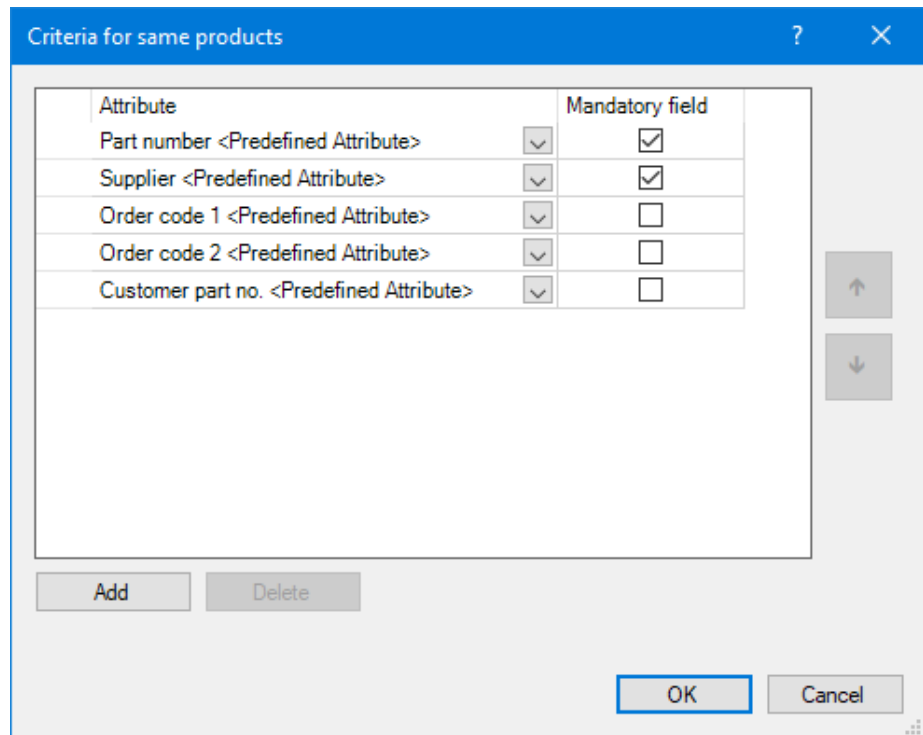 Criteria for same products ?
Attribute Mandatory field
Part number <Predefined Attribute>
Supplier <Predefined Attribute>
Order code 1 <Predefined Attribute>
Order code 2 <Predefined Attribute>
Customer part no. <Predefined Attribute>
Add Delete
OK Cancel